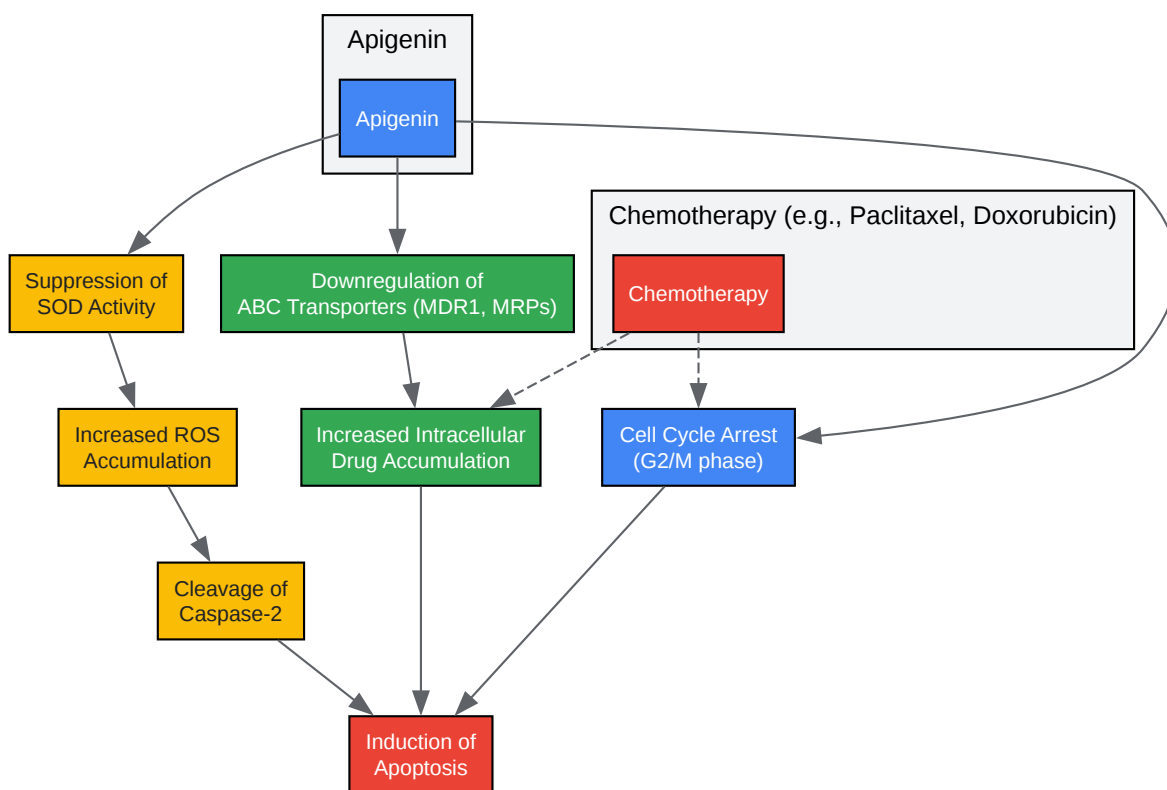 Apigenin
Apigenin
Chemotherapy (e.g., Paclitaxel, Doxorubicin)
Suppression of
SOD Activity
Downregulation of
ABC Transporters (MDR1, MRPs)
Chemotherapy
Increased ROS
Accumulation
Increased Intracellular
Drug Accumulation
Cell Cycle Arrest
(G2/M phase)
Cleavage of
Caspase-2
Induction of
Apoptosis